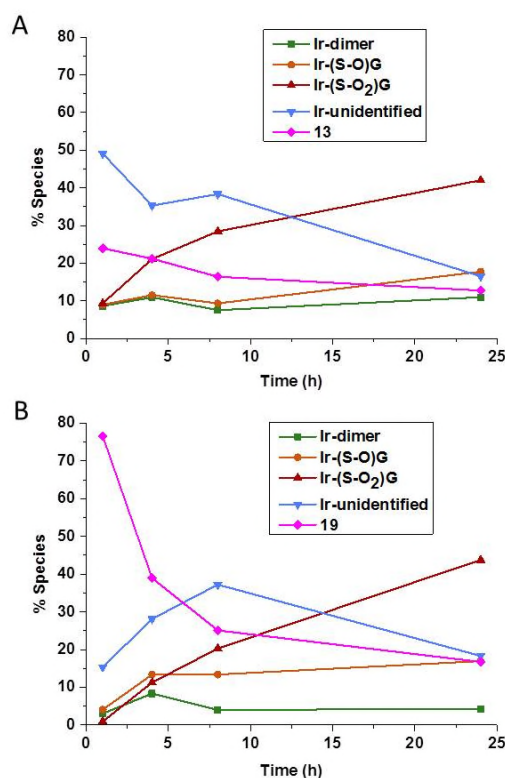 A
80
70
60
50
40
30
20
10
0
% Species
Ir-dimer
Ir-(S-O)G
Ir-(S-O2)G
Ir-unidentified
13
0 5 10 15 20 25
Time (h)
B
80
70
60
50
40
30
20
10
0
% Species
Ir-dimer
Ir-(S-O)G
Ir-(S-O2)G
Ir-unidentified
19
0 5 10 15 20 25
Time (h)